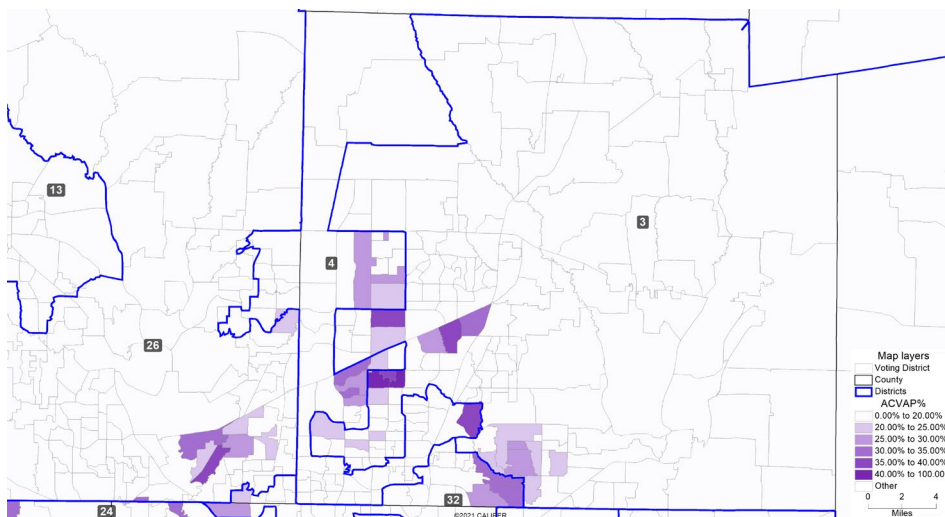 13
3
4
26
Map layers
Voting District
County
Districts
ACVAP%
0.00% to 20.00%
20.00% to 25.00%
25.00% to 30.00%
30.00% to 35.00%
35.00% to 40.00%
40.00% to 100.00
Other
0 2 4
Miles
32
24
©2021 CALIPER